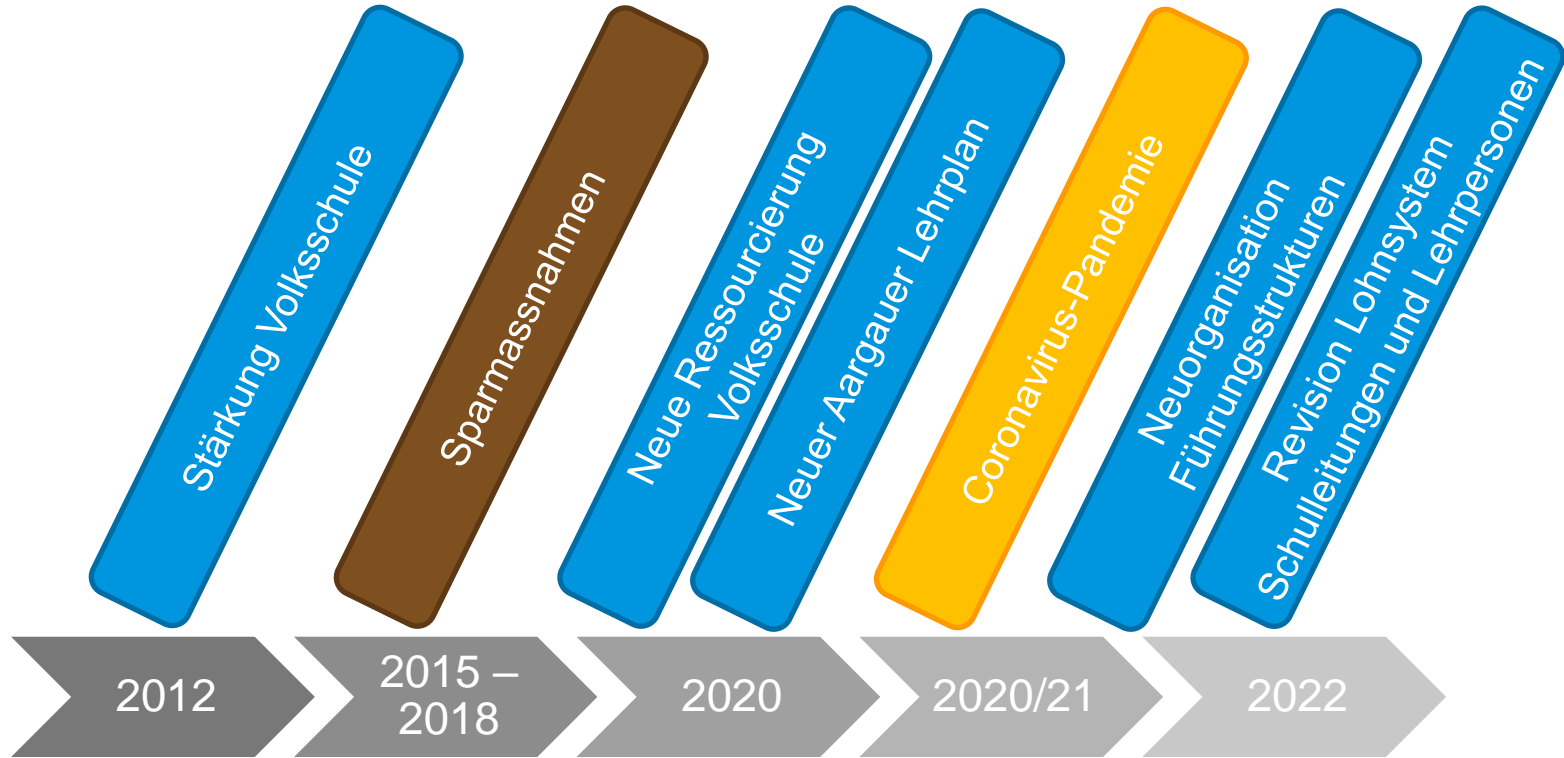 Stärkung Volksschule
Sparmassnahmen
Neue Ressourcierung
Volksschule
Neuer Aargauer Lehrplan
Coronavirus-Pandemie
Neuorganisation
Führungsstrukturen
Revision Lohnsystem
Schulleitungen und Lehrpersonen
2012
2015 –
2018
2020
2020/21
2022